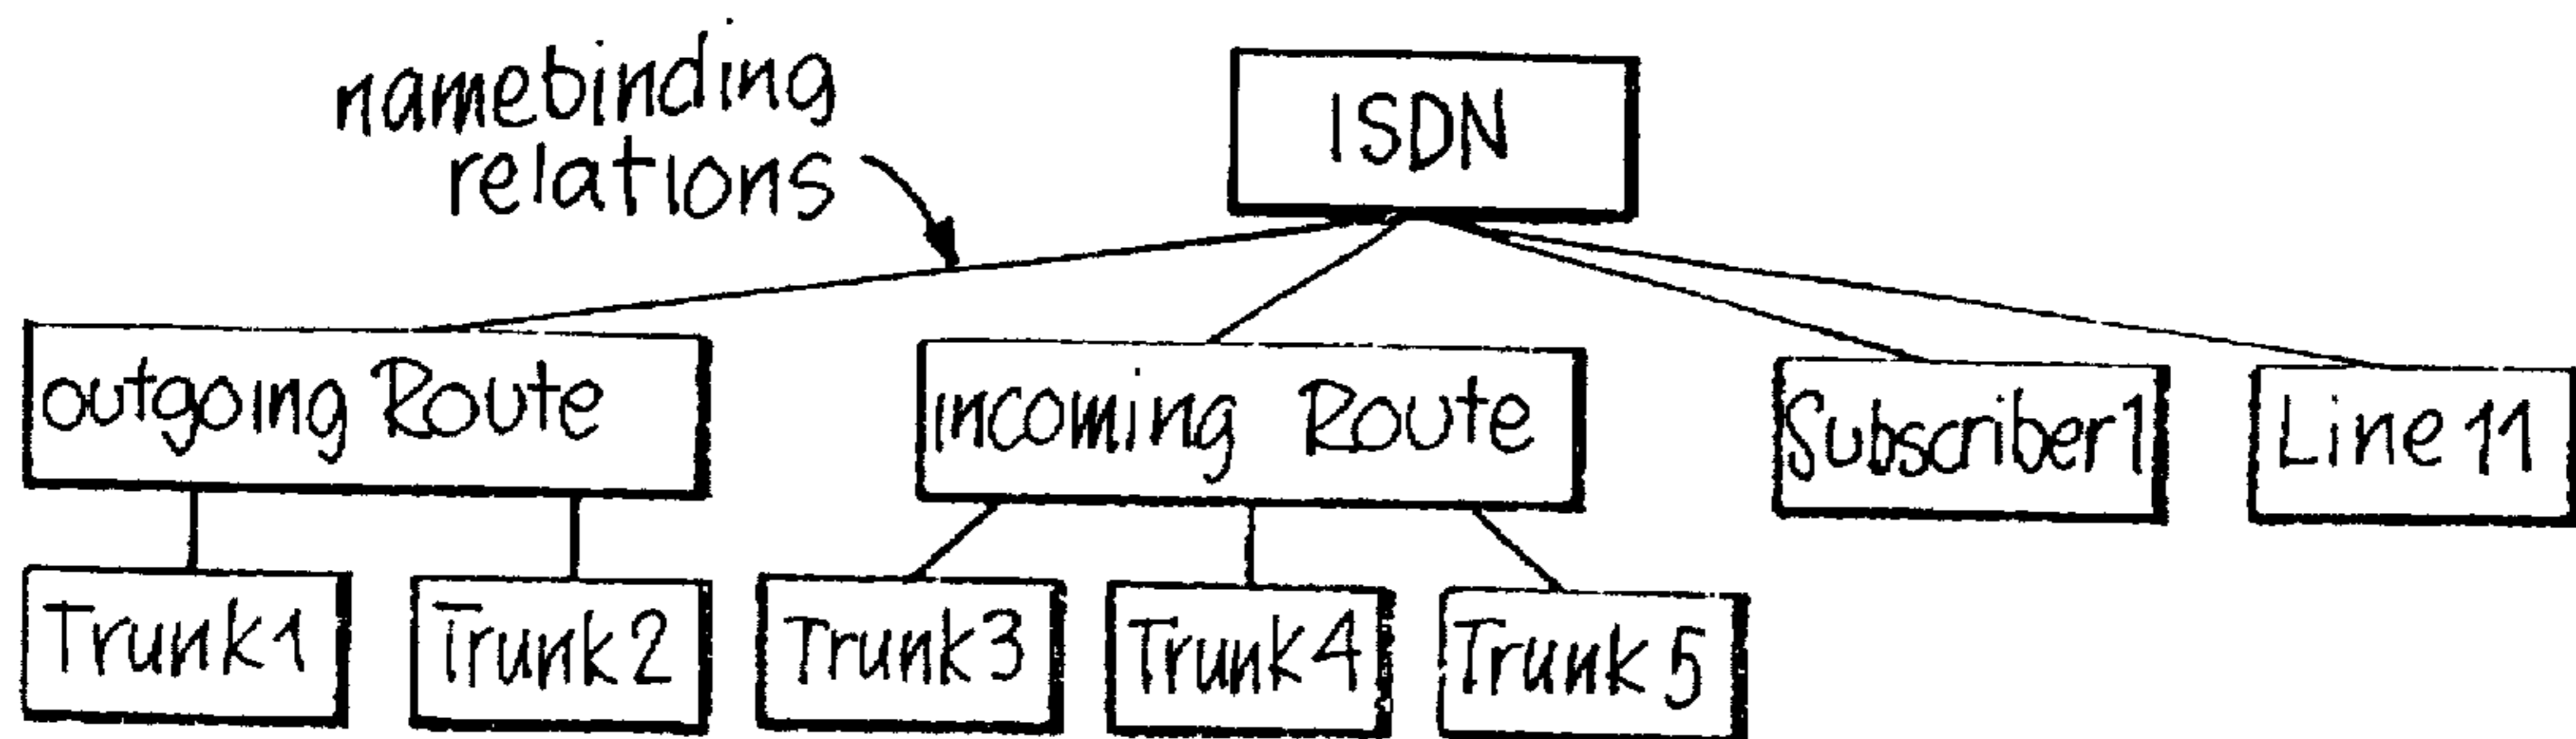 namebinding
relations
ISDN
outgoing Route
incoming Route
Subscriber1
Line 11
Trunk1
Trunk2
Trunk3
Trunk4
Trunk5